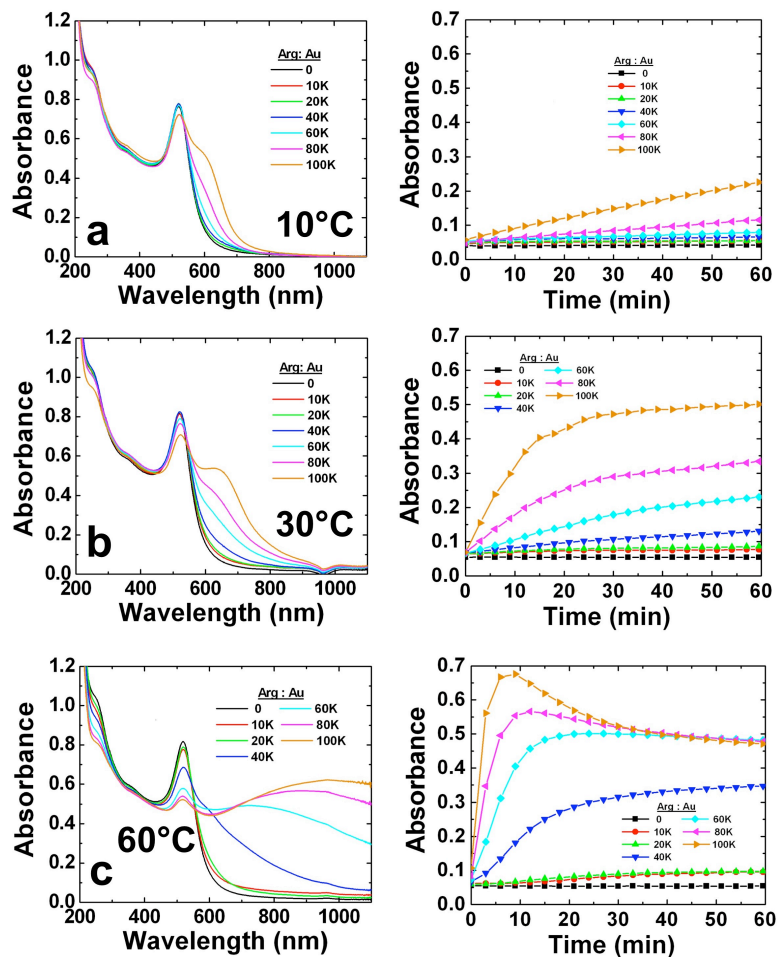 1.2
1.0
0.8
0.6
0.4
0.2
0.0
Absorbance
Arg: Au
0
10K
20K
40K
60K
80K
100K
a
10°C
200 400 600 800 1000
Wavelength (nm)
0.7
0.6
0.5
0.4
0.3
0.2
0.1
0.0
Absorbance
Arg : Au
0
10K
20K
40K
60K
80K
100K
0 10 20 30 40 50 60
Time (min)
1.2
1.0
0.8
0.6
0.4
0.2
0.0
Absorbance
Arg: Au
0
10K
20K
40K
60K
80K
100K
b
30°C
200 400 600 800 1000
Wavelength (nm)
0.7
0.6
0.5
0.4
0.3
0.2
0.1
0.0
Absorbance
Arg : Au
0 60K
10K 80K
20K 100K
40K
0 10 20 30 40 50 60
Time (min)
1.2
1.0
0.8
0.6
0.4
0.2
0.0
Absorbance
Arg : Au
0 60K
10K 80K
20K 100K
40K
c
60°C
200 400 600 800 1000
Wavelength (nm)
0.7
0.6
0.5
0.4
0.3
0.2
0.1
0.0
Absorbance
Arg : Au
0 60K
10K 80K
20K 100K
40K
0 10 20 30 40 50 60
Time (min)